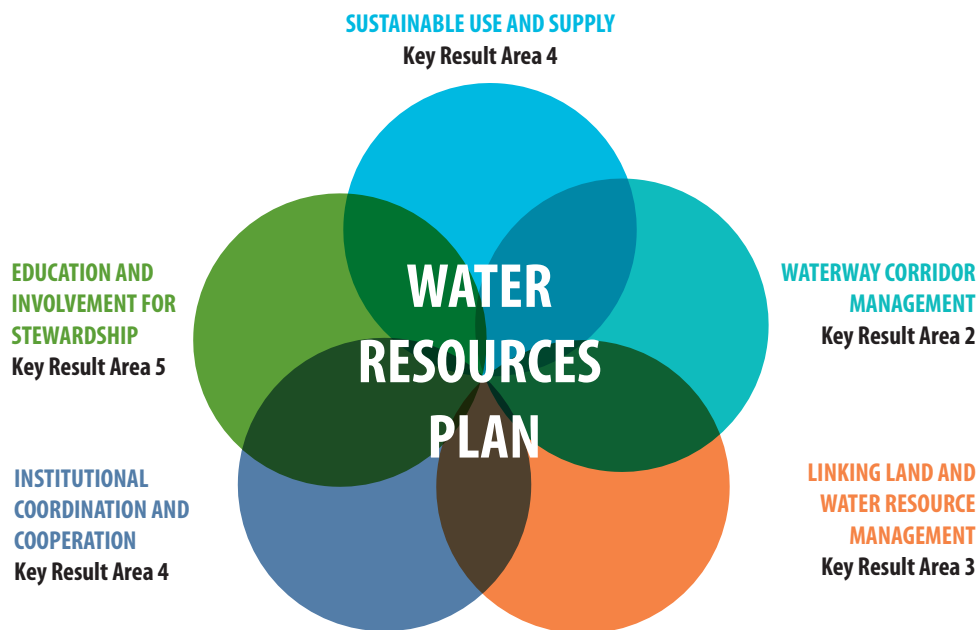 SUSTAINABLE USE AND SUPPLY
Key Result Area 4
WATERWAY CORRIDOR
MANAGEMENT
Key Result Area 2
LINKING LAND AND
WATER RESOURCE
MANAGEMENT
Key Result Area 3
INSTITUTIONAL
COORDINATION AND
COOPERATION
Key Result Area 4
EDUCATION AND
INVOLVEMENT FOR
STEWARDSHIP
Key Result Area 5
WATER
RESOURCES
PLAN